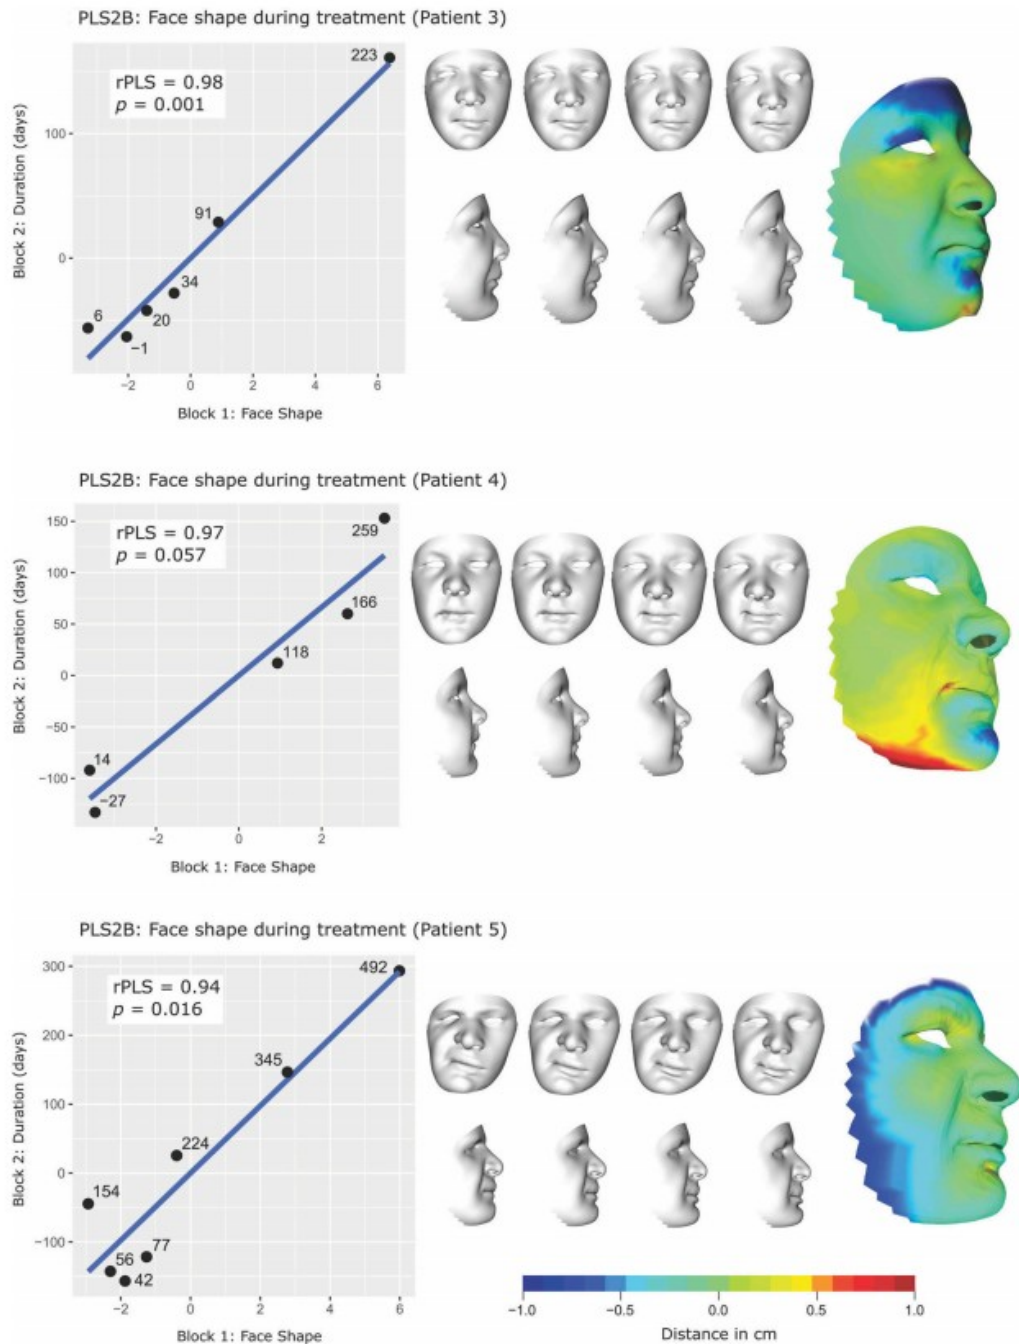 PLS2B: Face shape during treatment (Patient 3)
223
rPLS = 0.98
p = 0.001
100
91
0
34
6
20
−1
−2 0 2 4 6
Block 2: Duration (days)
Block 1: Face Shape
PLS2B: Face shape during treatment (Patient 4)
150
rPLS = 0.97
p = 0.057
259
100
166
50
118
0
−50
14
−100
−27
−2 0 2
Block 2: Duration (days)
Block 1: Face Shape
PLS2B: Face shape during treatment (Patient 5)
300
492
rPLS = 0.94
p = 0.016
200
345
100
224
0
154
77
−100
56
42
−2 0 2 4 6
Block 2: Duration (days)
Block 1: Face Shape
−1.0 −0.5 0.0 0.5 1.0
Distance in cm